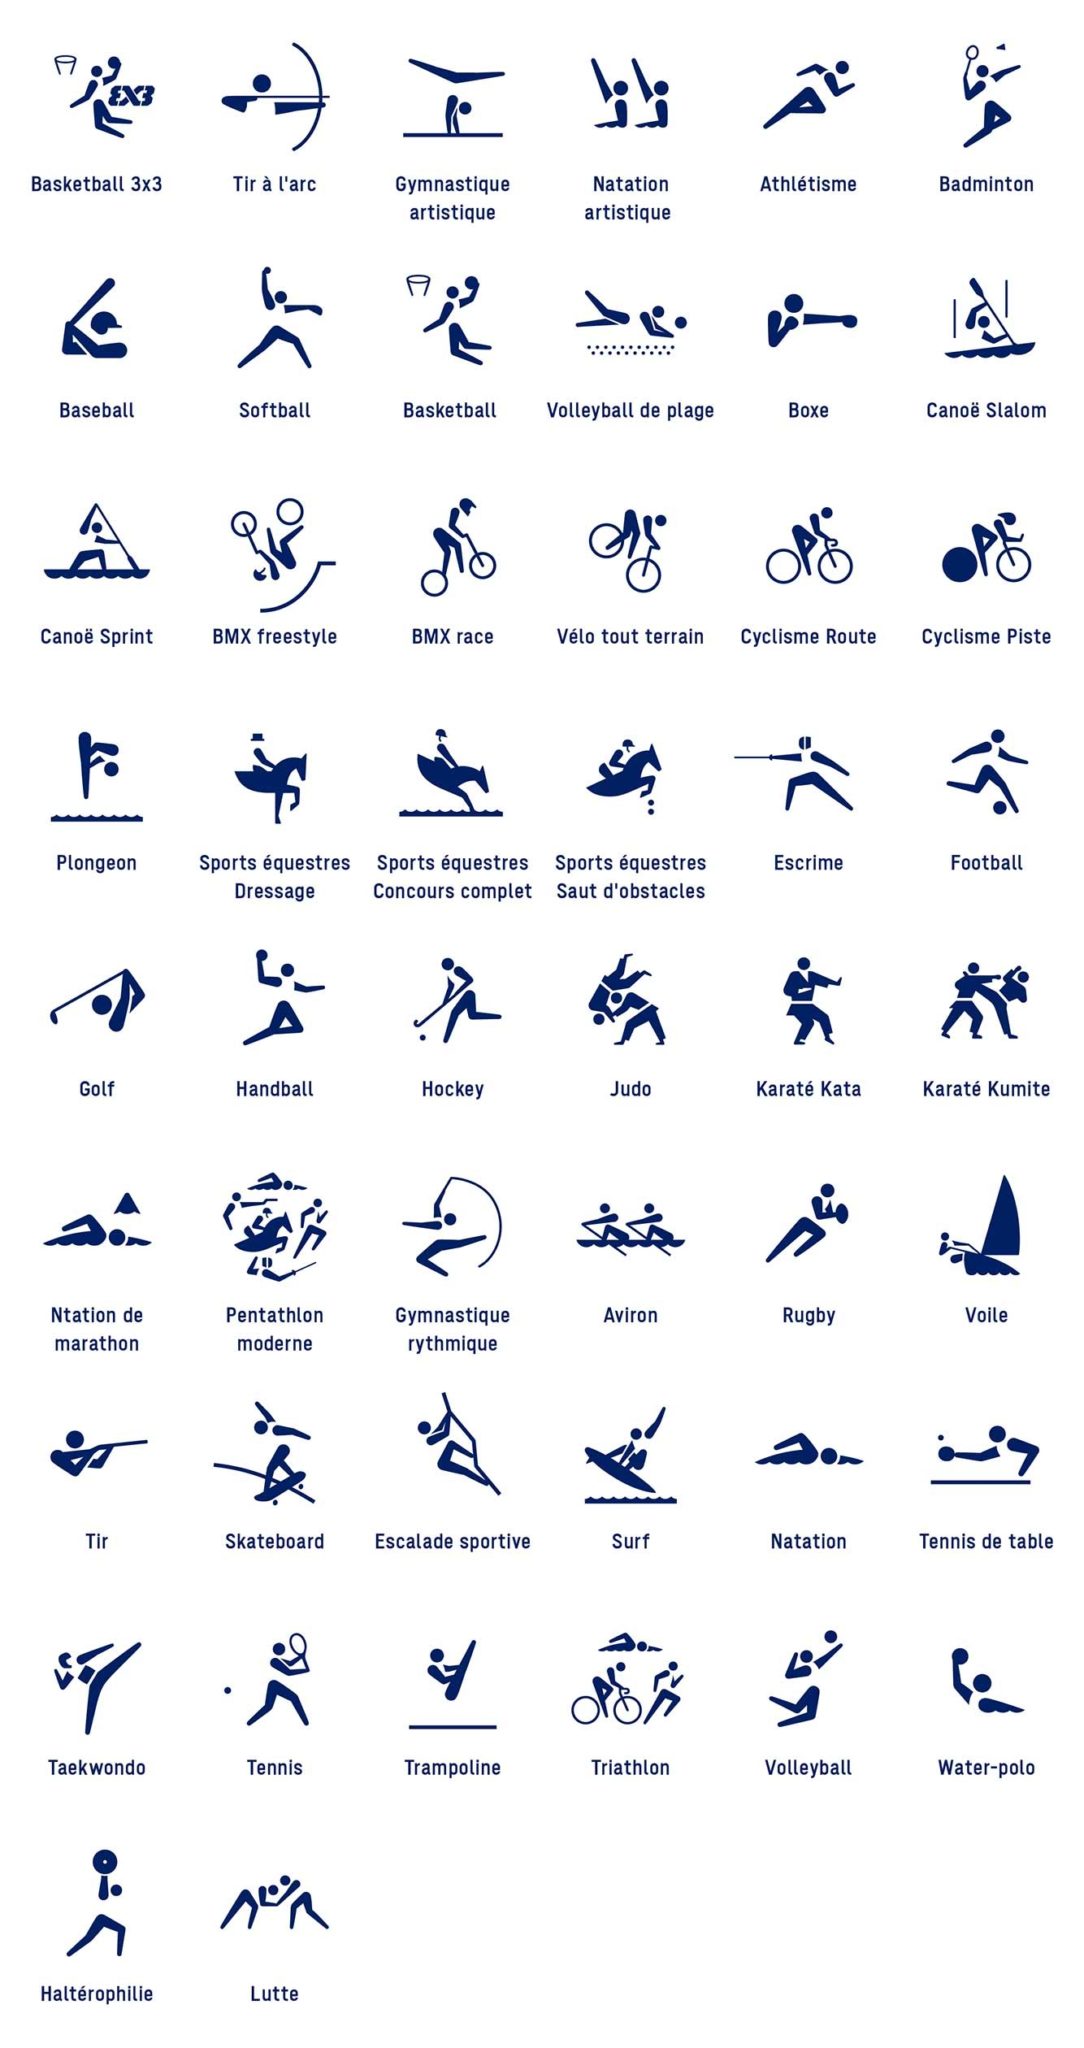 3X3
Basketball 3x3
Tir à l'arc
Gymnastique
artistique
Natation
artistique
Athlétisme
Badminton
Baseball
Softball
Basketball
Volleyball de plage
Boxe
Canoë Slalom
Canoë Sprint
BMX freestyle
BMX race
Vélo tout terrain
Cyclisme Route
Cyclisme Piste
Plongeon
Sports équestres
Dressage
Sports équestres
Concours complet
Sports équestres
Saut d'obstacles
Escrime
Football
Golf
Handball
Hockey
Judo
Karaté Kata
Karaté Kumite
Ntation de
marathon
Pentathlon
moderne
Gymnastique
rythmique
Aviron
Rugby
Voile
Tir
Skateboard
Escalade sportive
Surf
Natation
Tennis de table
Taekwondo
Tennis
Trampoline
Triathlon
Volleyball
Water-polo
Haltérophilie
Lutte